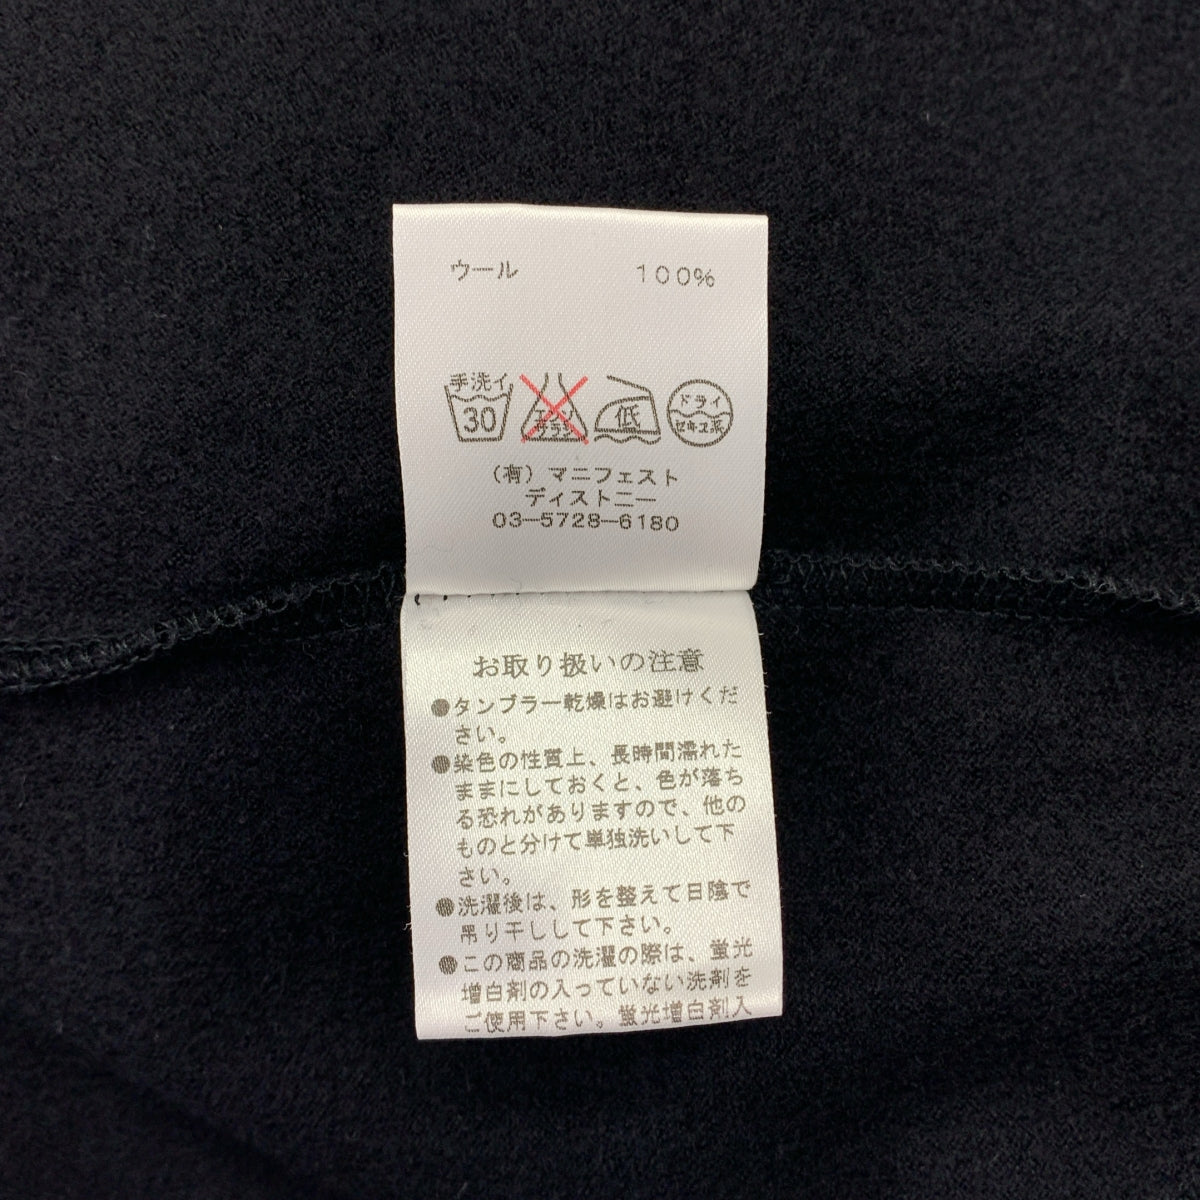 ウール 100%
手洗イ
30
エンソ
サラシ
低
ドライ
セキユ系
(有) マニフェスト
ディストニー
03-5728-6180
お取り扱いの注意
●タンブラー乾燥はお避けくだ
さい。
●染色の性質上、長時間濡れた
ままにしておくと、色が落ち
る恐れがありますので、他の
ものと分けて単独洗いして下
さい。
●洗濯後は、形を整えて日陰で
吊り干しして下さい。
●この商品の洗濯の際は、蛍光
増白剤の入っていない洗剤を
ご使用下さい。蛍光増白剤入